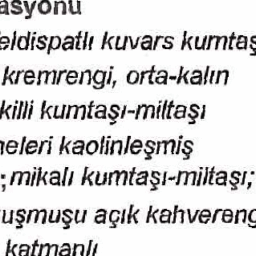 asyonu
eldispatlı kuvars kumtaş
kremrengi, orta-kalın
killi kumtaşı-miltaşı
neleri kaolinleşmiş
; mikalı kumtaşı-miltaşı;
uşmuşu açık kahvereng
katmanlı